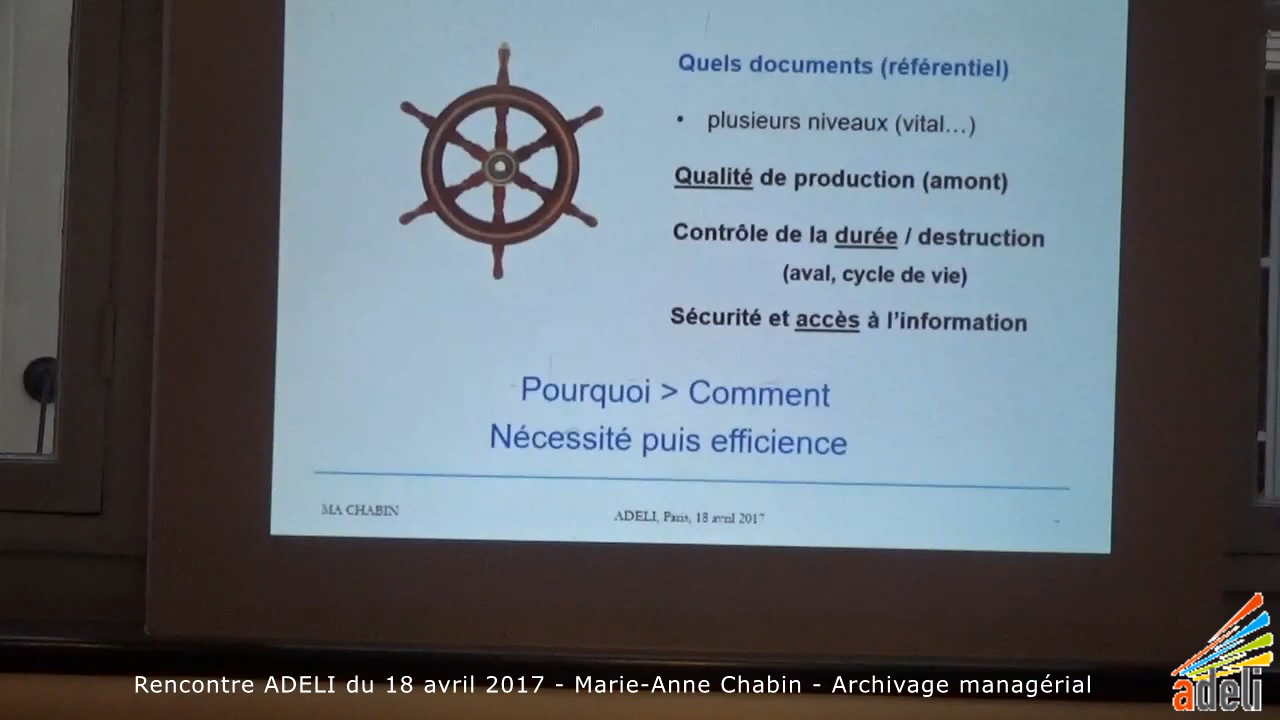 Quels documents (référentiel)
• plusieurs niveaux (vital...)
Qualité de production (amont)
Contrôle de la durée / destruction
(aval, cycle de vie)
Sécurité et accès à l'information
Pourquoi > Comment
Nécessité puis efficience
MA CHABIN
ADELI, Paris, 18 avril 2017
Rencontre ADELI du 18 avril 2017 - Marie-Anne Chabin - Archivage managérial
adeli